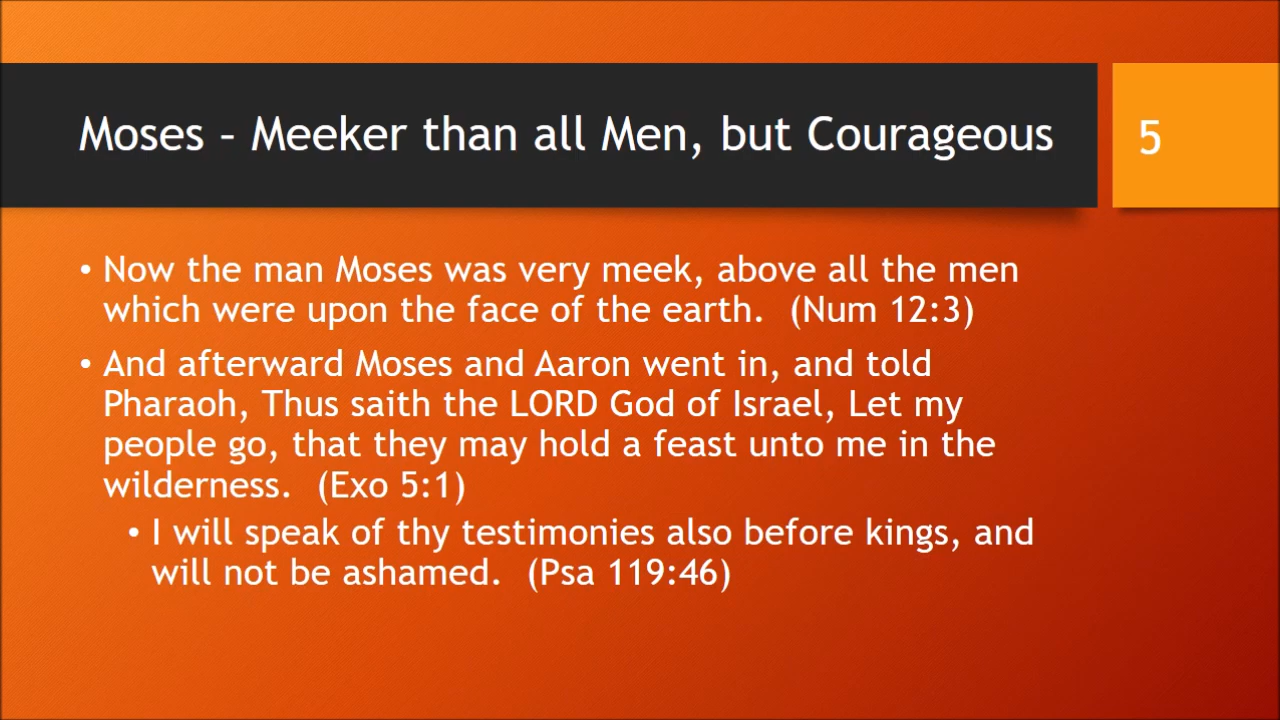 Moses – Meeker than all Men, but Courageous
5
• Now the man Moses was very meek, above all the men
which were upon the face of the earth.  (Num 12:3)
• And afterward Moses and Aaron went in, and told
Pharaoh, Thus saith the LORD God of Israel, Let my
people go, that they may hold a feast unto me in the
wilderness.  (Exo 5:1)
• I will speak of thy testimonies also before kings, and
will not be ashamed.  (Psa 119:46)